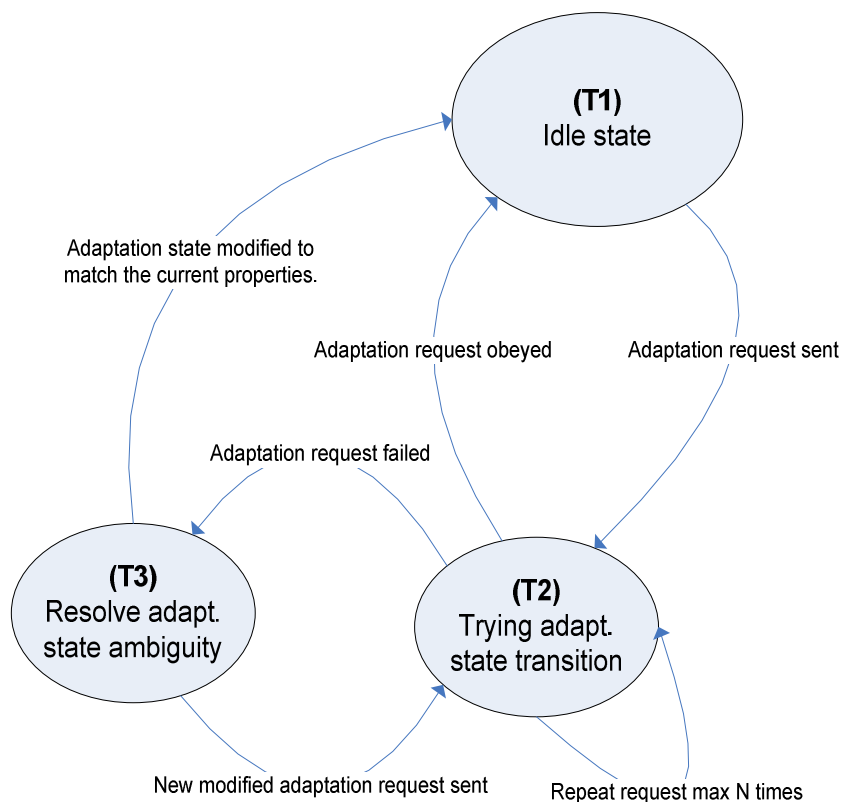 (T1)
Idle state
Adaptation state modified to
match the current properties.
Adaptation request obeyed
Adaptation request sent
Adaptation request failed
(T3)
Resolve adapt.
state ambiguity
(T2)
Trying adapt.
state transition
New modified adaptation request sent
Repeat request max N times